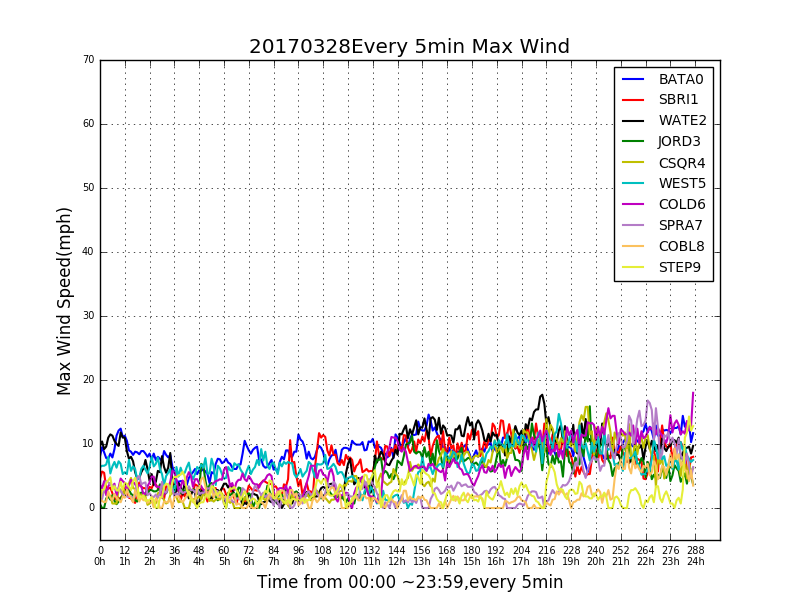 20170328Every 5min Max Wind
70
60
50
40
30
20
10
0
Max Wind Speed(mph)
BATA0
SBRI1
WATE2
JORD3
CSQR4
WEST5
COLD6
SPRA7
COBL8
STEP9
0 12 24 36 48 60 72 84 96 108 120 132 144 156 168 180 192 204 216 228 240 252 264 276 288
0h 1h 2h 3h 4h 5h 6h 7h 8h 9h 10h 11h 12h 13h 14h 15h 16h 17h 18h 19h 20h 21h 22h 23h 24h
Time from 00:00 ~23:59,every 5min